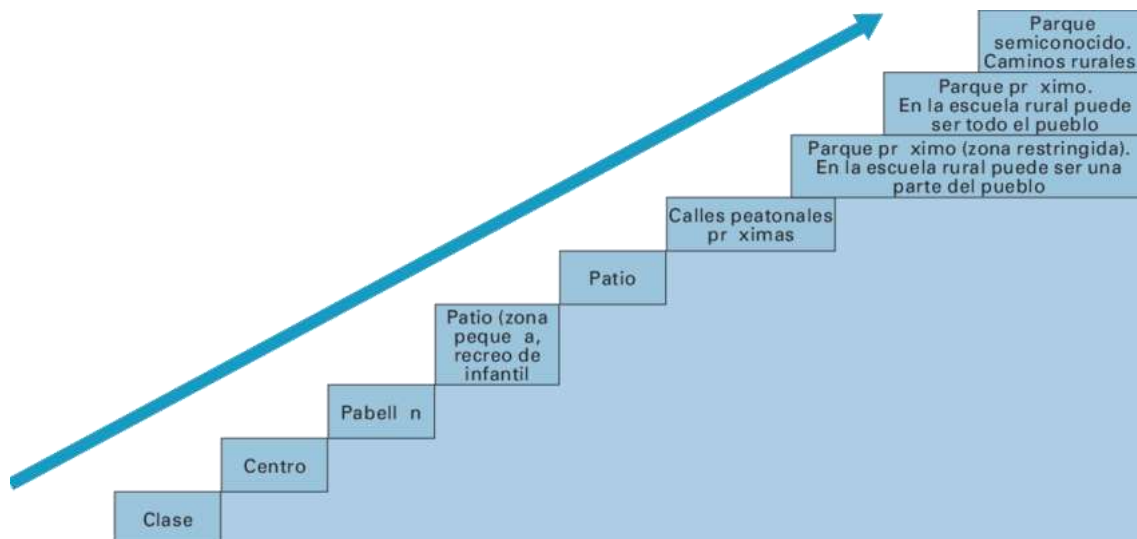 Parque
semiconocido.
Caminos rurales
Parque pr ximo.
En la escuela rural puede
ser todo el pueblo
Parque pr ximo (zona restringida).
En la escuela rural puede ser una
parte del pueblo
Calles peatonales
pr ximas
Patio
Patio (zona
peque a,
recreo de
infantil
Pabell n
Centro
Clase